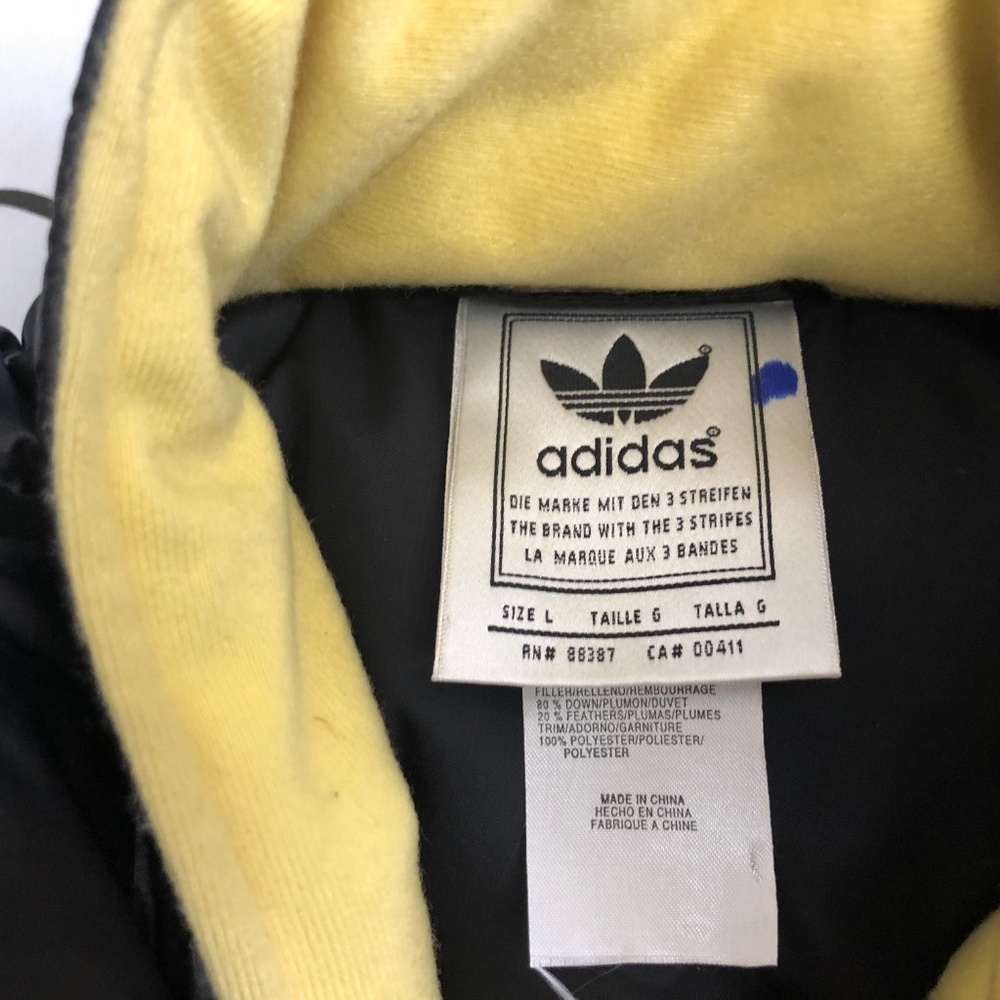 adidas®
DIE MARKE MIT DEN 3 STREIFEN
THE BRAND WITH THE 3 STRIPES
LA MARQUE AUX 3 BANDES
SIZE L TAILLE G TALLA G
RN# 88387 CA# 00411
FILLER/RELLENO/REMBOURRAGE
80 % DOWN/PLUMON/DUVET
20 % FEATHERS/PLUMAS/PLUMES
TRIM/ADORNO/GARNITURE
100% POLYESTER/POLIESTER/
POLYESTER
MADE IN CHINA
HECHO EN CHINA
FABRIQUE A CHINE